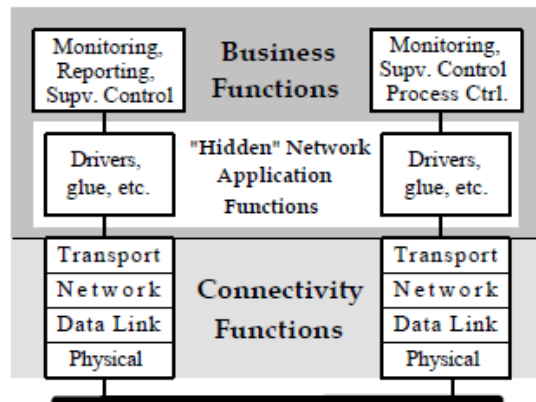 Monitoring,
Reporting,
Supv. Control
Business
Functions
Monitoring,
Supv. Control
Process Ctrl.
Drivers,
glue, etc.
"Hidden" Network
Application
Functions
Drivers,
glue, etc.
Transport
Network
Data Link
Physical
Connectivity
Functions
Transport
Network
Data Link
Physical